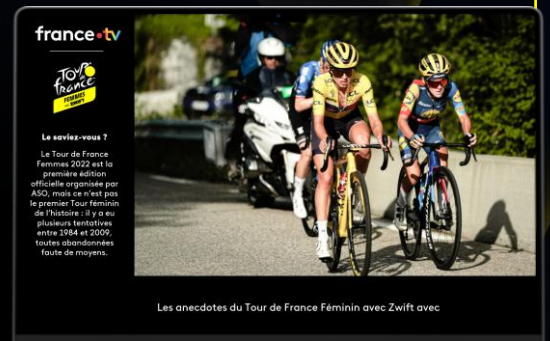 france•tv
TOUR
france
FEMMES
Le saviez-vous ?
Le Tour de France
Femmes 2022 est la
première édition
officielle organisée par
ASO, mais ce n'est pas
le premier Tour féminin
de l'histoire : il y a eu
plusieurs tentatives
entre 1984 et 2009,
toutes abandonnées
faute de moyens.
Les anecdotes du Tour de France Féminin avec Zwift avec